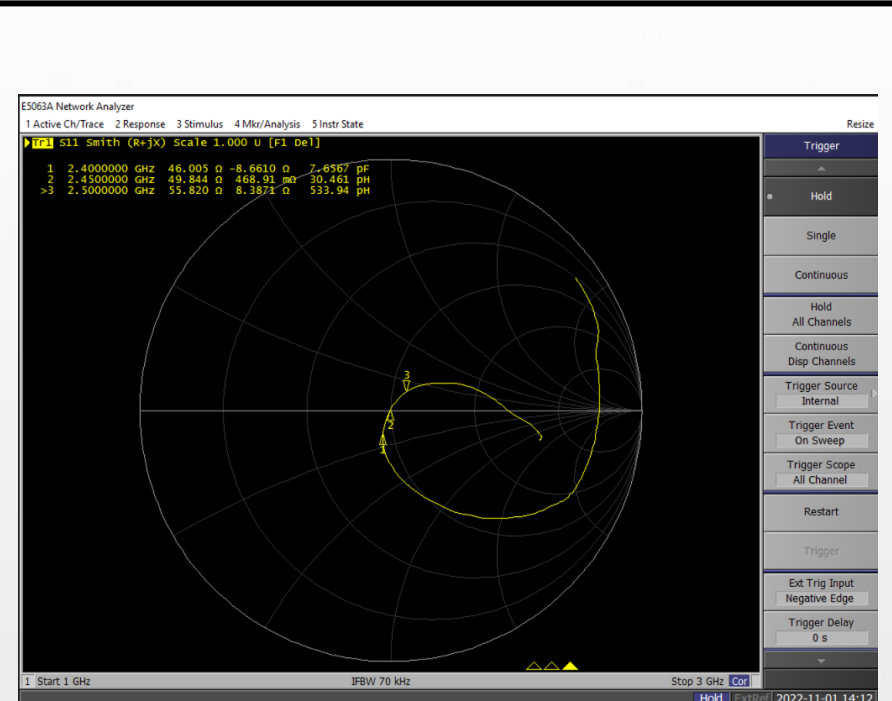 E5063A Network Analyzer
1 Active Ch/Trace 2 Response 3 Stimulus 4 Mkr/Analysis 5 Instr State Resize
Tr1 S11 Smith (R+jX) Scale 1.000 U [F1 Del]
1 2.4000000 GHz 46.005 Ω -8.6610 Ω 7.6567 pF
2 2.4500000 GHz 49.844 Ω 468.91 mΩ 30.461 pH
>3 2.5000000 GHz 55.820 Ω 8.3871 Ω 533.94 pH
3
2
1
Trigger
Hold
Single
Continuous
Hold
All Channels
Continuous
Disp Channels
Trigger Source
Internal
Trigger Event
On Sweep
Trigger Scope
All Channel
Restart
Trigger
Ext Trig Input
Negative Edge
Trigger Delay
0 s
1 Start 1 GHz IFBW 70 kHz Stop 3 GHz Cor
Hold ExtRef 2022-11-01 14:12